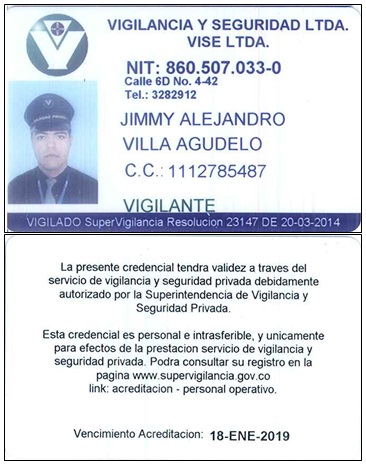 VIGILANCIA Y SEGURIDAD LTDA.
VISE LTDA.
NIT: 860.507.033-0
Calle 6D No. 4-42
Tel.: 3282912
JIMMY ALEJANDRO
VILLA AGUDELO
C.C.: 1112785487
VIGILANTE
VIGILADO SuperVigilancia Resolucion 23147 DE 20-03-2014
La presente credencial tendra validez a traves del
servicio de vigilancia y seguridad privada debidamente
autorizado por la Superintendencia de Vigilancia y
Seguridad Privada.
Esta credencial es personal e intrasferible, y unicamente
para efectos de la prestacion servicio de vigilancia y
seguridad privada. Podra consultar su registro en la
pagina www.supervigilancia.gov.co
link: acreditacion - personal operativo.
Vencimiento Acreditacion: 18-ENE-2019